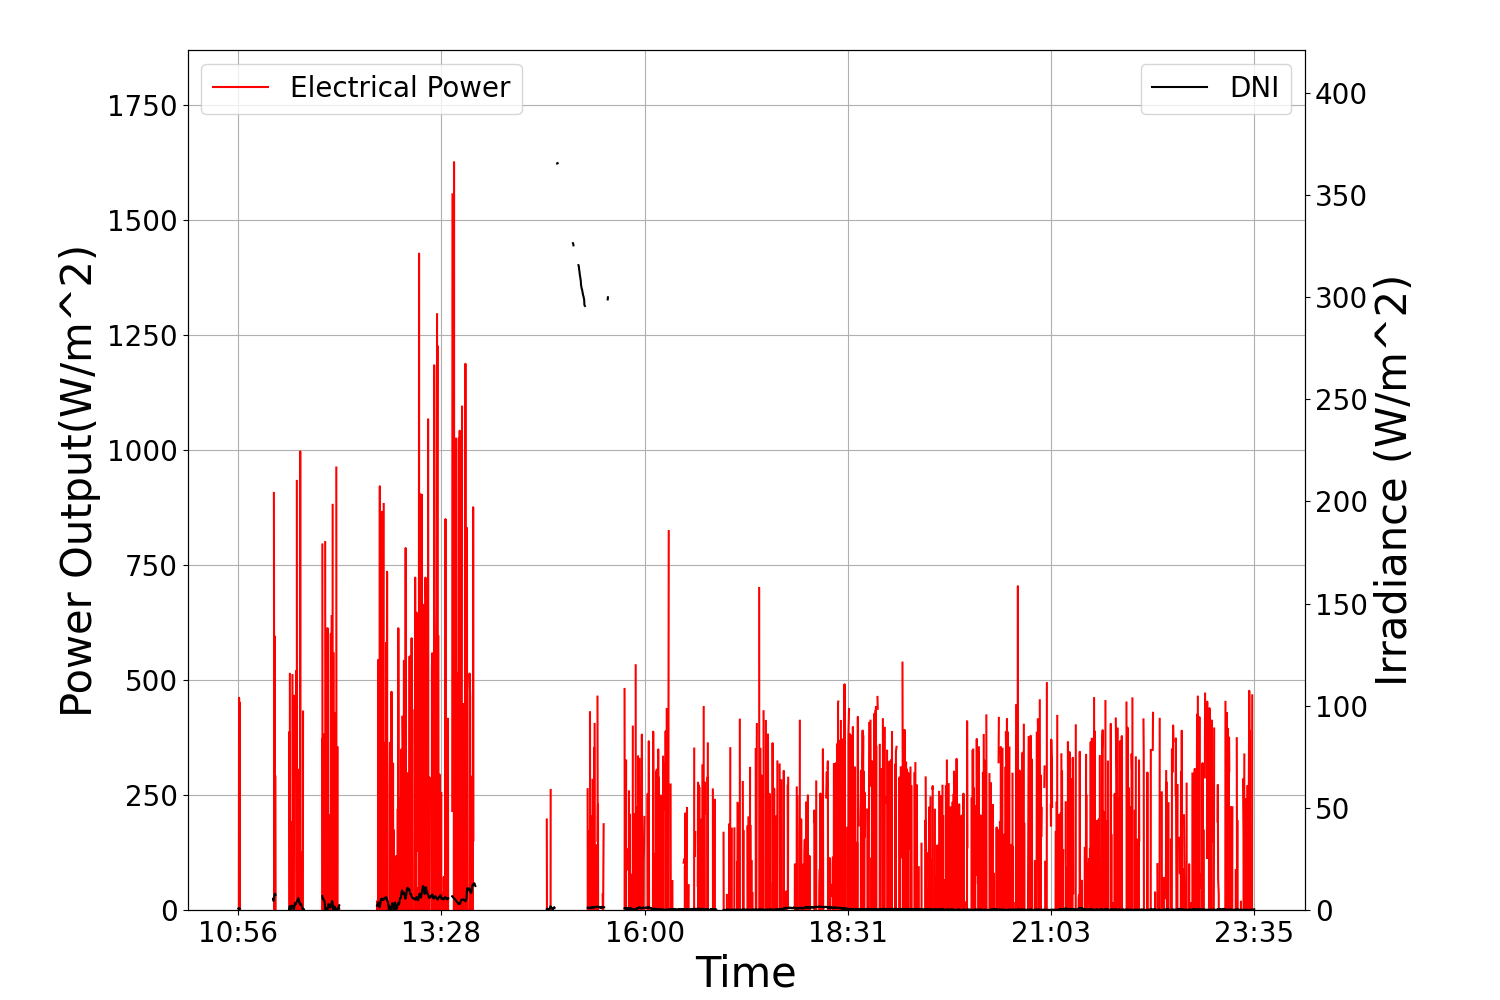 Electrical Power
DNI
Power Output(W/m^2)
1750
1500
1250
1000
750
500
250
0
400
350
300
250
200
150
100
50
0
Irradiance (W/m^2)
10:56 13:28 16:00 18:31 21:03 23:35
Time